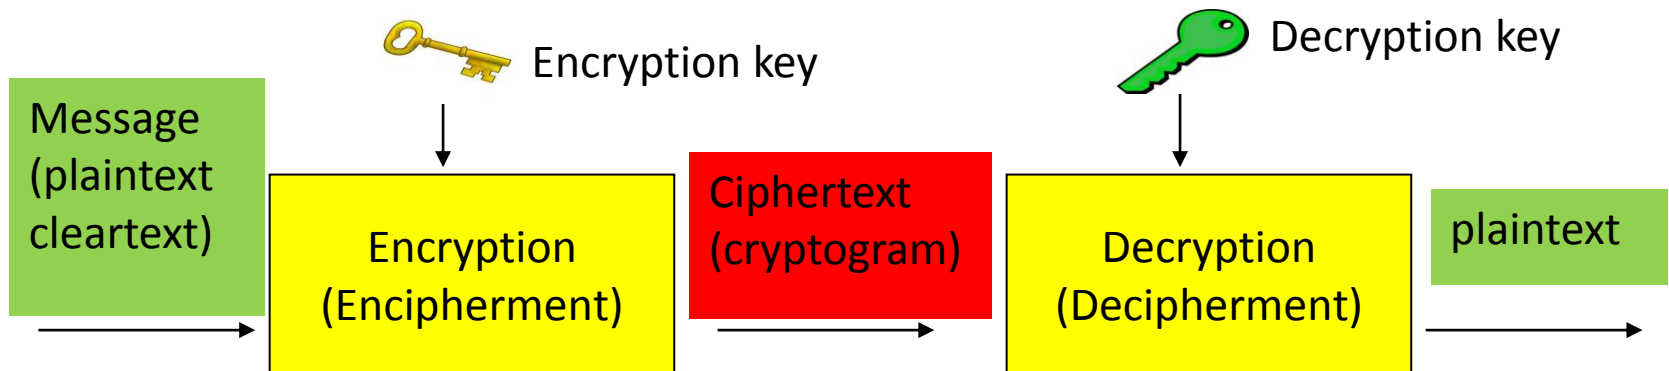 Encryption key
Decryption key
Message
(plaintext
cleartext)
Encryption
(Encipherment)
Ciphertext
(cryptogram)
Decryption
(Decipherment)
plaintext